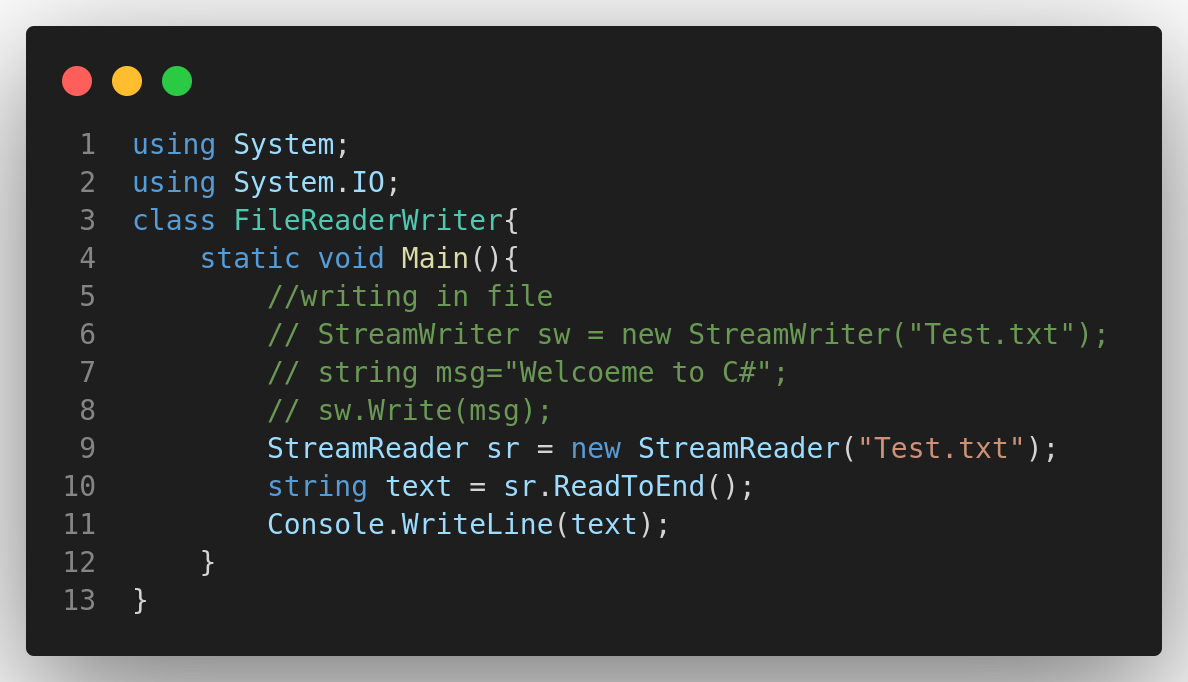 1 using System;
2 using System.IO;
3 class FileReaderWriter{
4     static void Main(){
5         //writing in file
6         // StreamWriter sw = new StreamWriter("Test.txt");
7         // string msg="Welcoeme to C#";
8         // sw.Write(msg);
9         StreamReader sr = new StreamReader("Test.txt");
10         string text = sr.ReadToEnd();
11         Console.WriteLine(text);
12     }
13 }